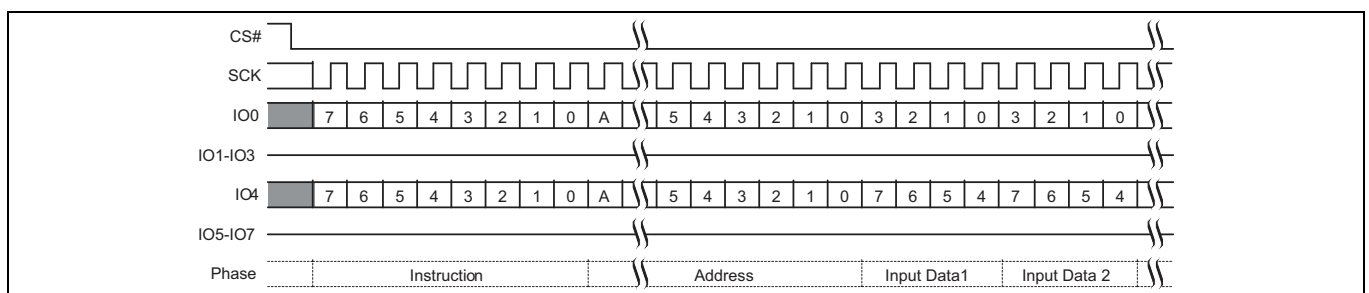 CS#
SCK
IO0 7 6 5 4 3 2 1 0 A 5 4 3 2 1 0 3 2 1 0 3 2 1 0
IO1-IO3
IO4 7 6 5 4 3 2 1 0 A 5 4 3 2 1 0 7 6 5 4 7 6 5 4
IO5-IO7
Phase Instruction Address Input Data1 Input Data 2